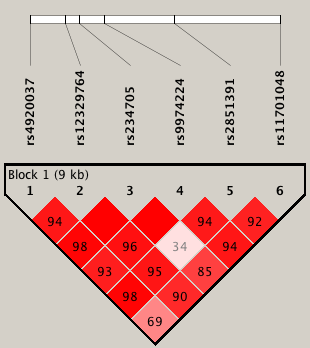 rs4920037
rs12329764
rs234705
rs9974224
rs2851391
rs11701048
Block 1 (9 kb)
1 2 3 4 5 6
94 94 92
98 96 34 94
93 95 85
98 90
69